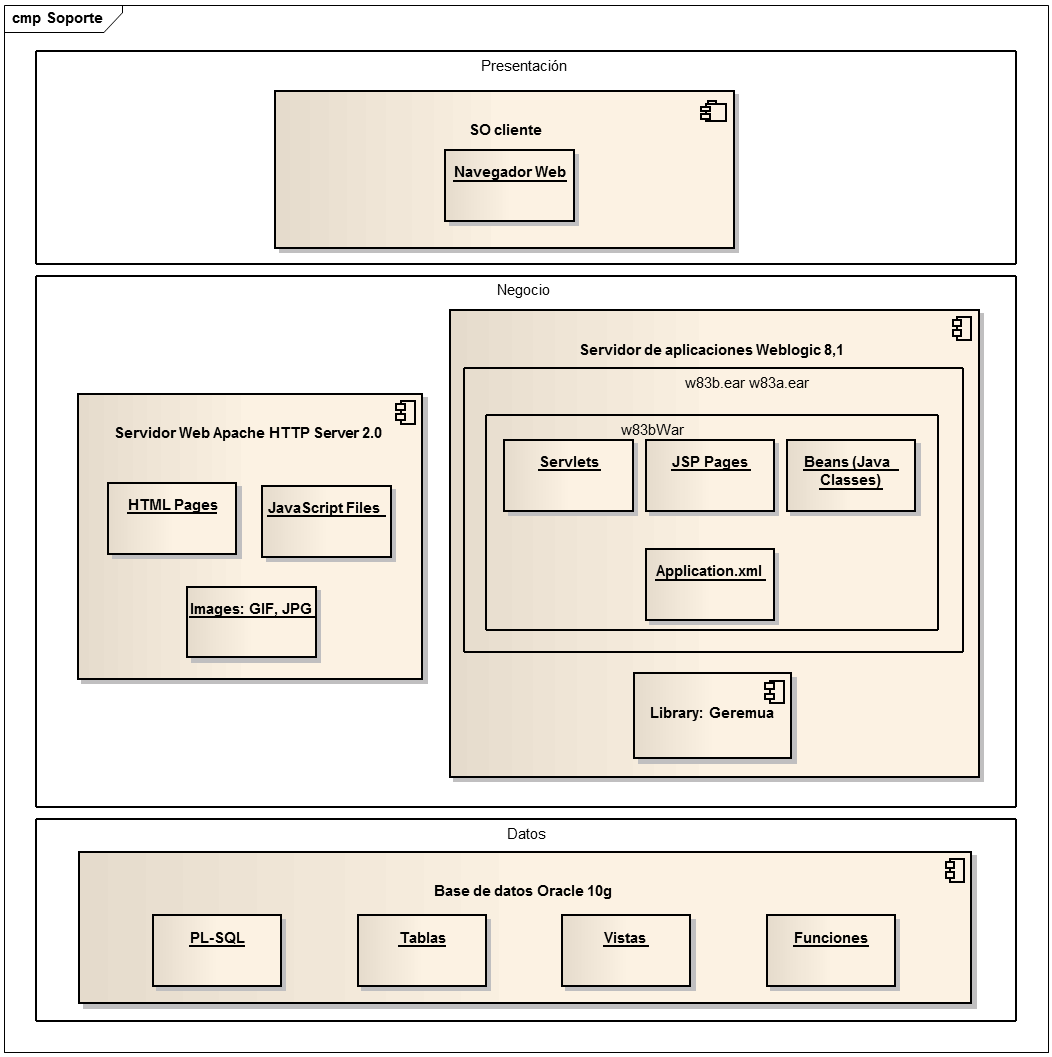 cmp Soporte
Presentación
SO cliente
Navegador Web
Negocio
Servidor de aplicaciones Weblogic 8,1
w83b.ear w83a.ear
w83bWar
Servlets
JSP Pages
Beans (Java
Classes)
Application.xml
Library: Geremua
Servidor Web Apache HTTP Server 2.0
HTML Pages
JavaScript Files
Images: GIF, JPG
Datos
Base de datos Oracle 10g
PL-SQL
Tablas
Vistas
Funciones